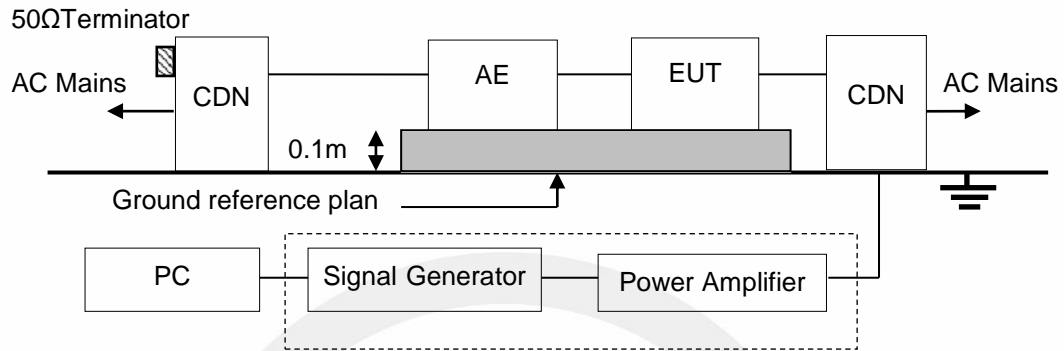 50ΩTerminator
AC Mains
CDN
AE
EUT
CDN
AC Mains
0.1m
Ground reference plan
PC
Signal Generator
Power Amplifier